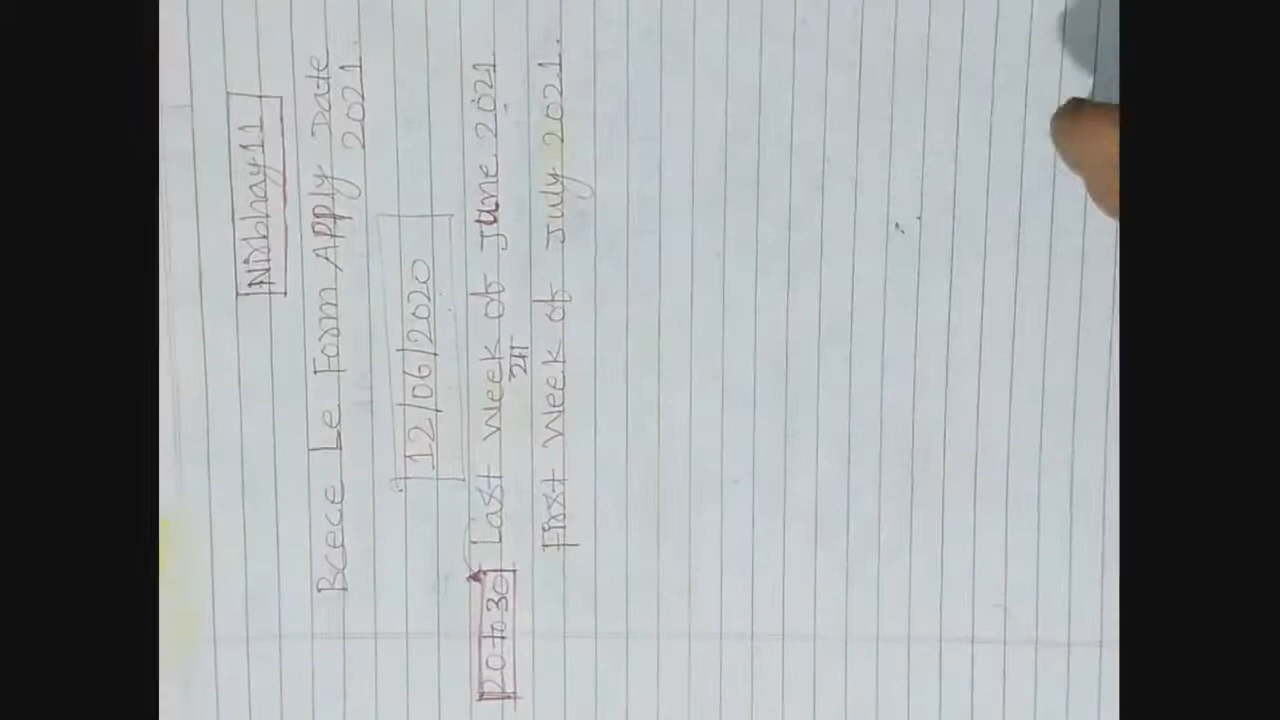 Nirbhay11
Bcece Le Form Apply Date
2021.
12/06/2020
20 to 30 Last Week of June 2021
या
First Week of July 2021.